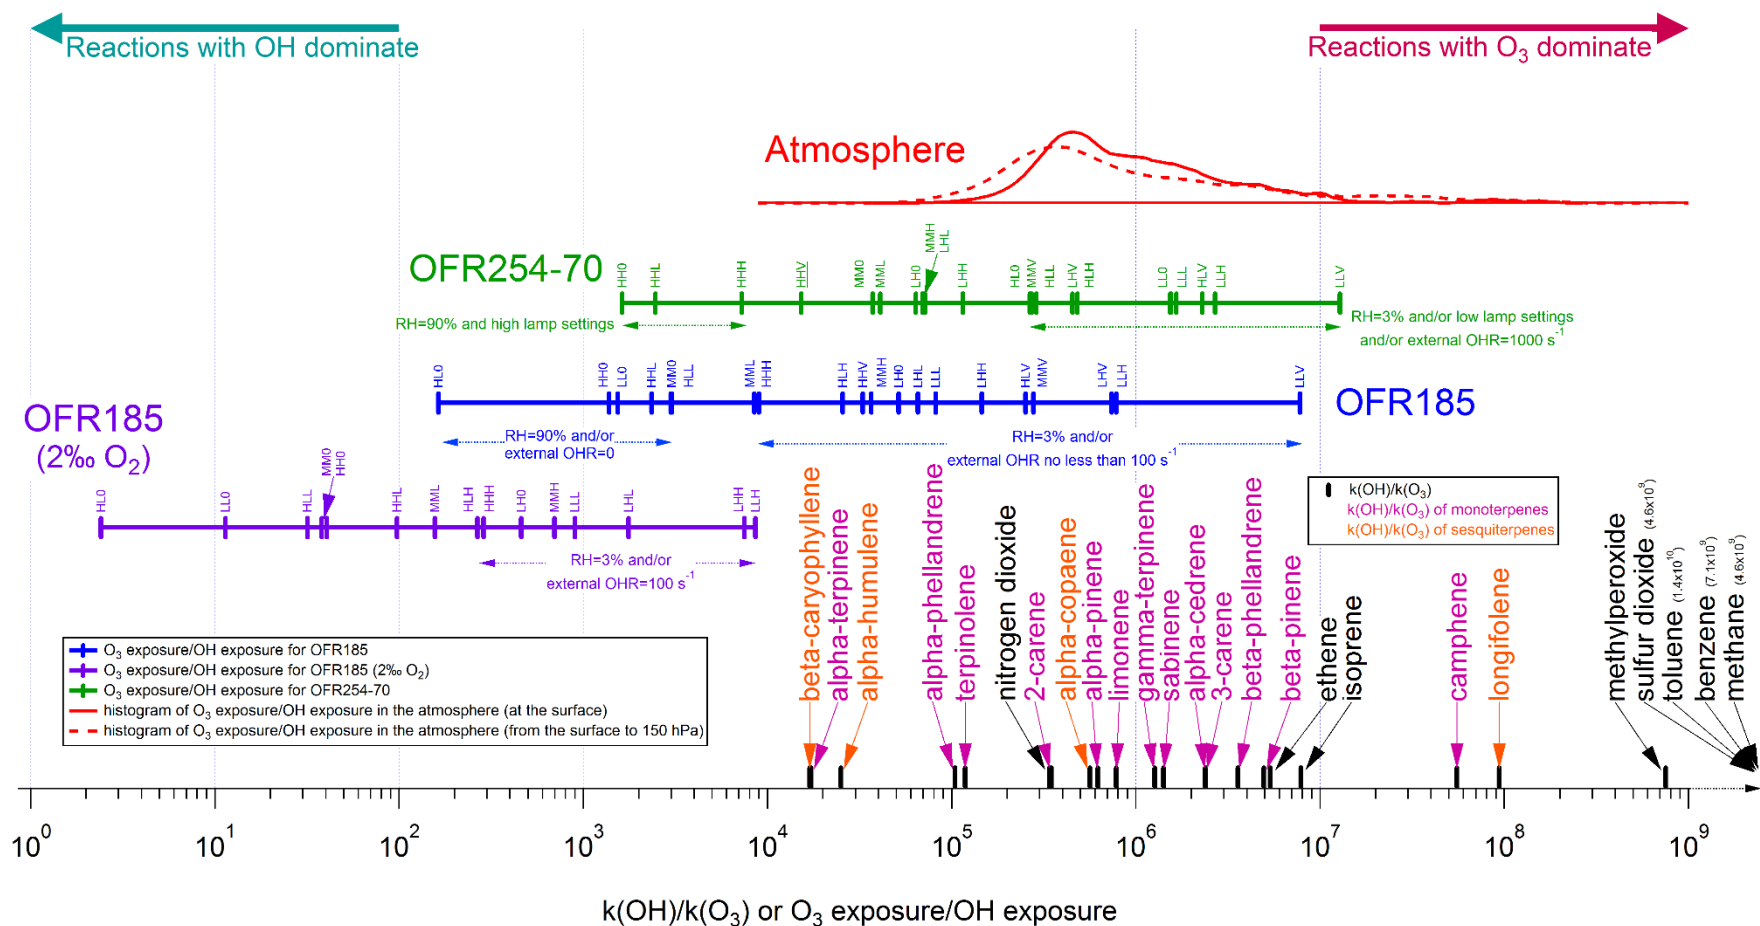 Reactions with OH dominate
Reactions with O3 dominate
Atmosphere
OFR254-70
HH0
HHL
HHH
HHV
MM0
MML
LH0
MMH
LHL
LHH
HL0
MMV
HLL
LHV
HLH
LL0
LLL
HLV
LLH
LLV
RH=90% and high lamp settings
RH=3% and/or low lamp settings
and/or external OHR=1000 s-1
HL0
HH0
LL0
HHL
MM0
HLL
MML
HHH
HLH
HHV
MMH
LH0
LHL
LLL
LHH
HLV
MMV
LHV
LLH
LLV
OFR185
RH=90% and/or
external OHR=0
RH=3% and/or
external OHR no less than 100 s-1
OFR185
(2‰ O2)
HL0
LL0
HLL
MM0
HH0
HHL
MML
HLH
HHH
LH0
MMH
LLL
LHL
LHH
LLH
RH=3% and/or
external OHR=100 s-1
k(OH)/k(O3)
k(OH)/k(O3) of monoterpenes
k(OH)/k(O3) of sesquiterpenes
beta-caryophyllene
alpha-terpinene
alpha-humulene
alpha-phellandrene
terpinolene
nitrogen dioxide
2-carene
alpha-copaene
alpha-pinene
limonene
gamma-terpinene
sabinene
alpha-cedrene
3-carene
beta-phellandrene
beta-pinene
ethene
isoprene
camphene
longifolene
methylperoxide
sulfur dioxide (4.6x10^9)
toluene (1.4x10^10)
benzene (7.1x10^9)
methane (4.6x10^9)
O3 exposure/OH exposure for OFR185
O3 exposure/OH exposure for OFR185 (2‰ O2)
O3 exposure/OH exposure for OFR254-70
histogram of O3 exposure/OH exposure in the atmosphere (at the surface)
histogram of O3 exposure/OH exposure in the atmosphere (from the surface to 150 hPa)
10^0 10^1 10^2 10^3 10^4 10^5 10^6 10^7 10^8 10^9
k(OH)/k(O3) or O3 exposure/OH exposure